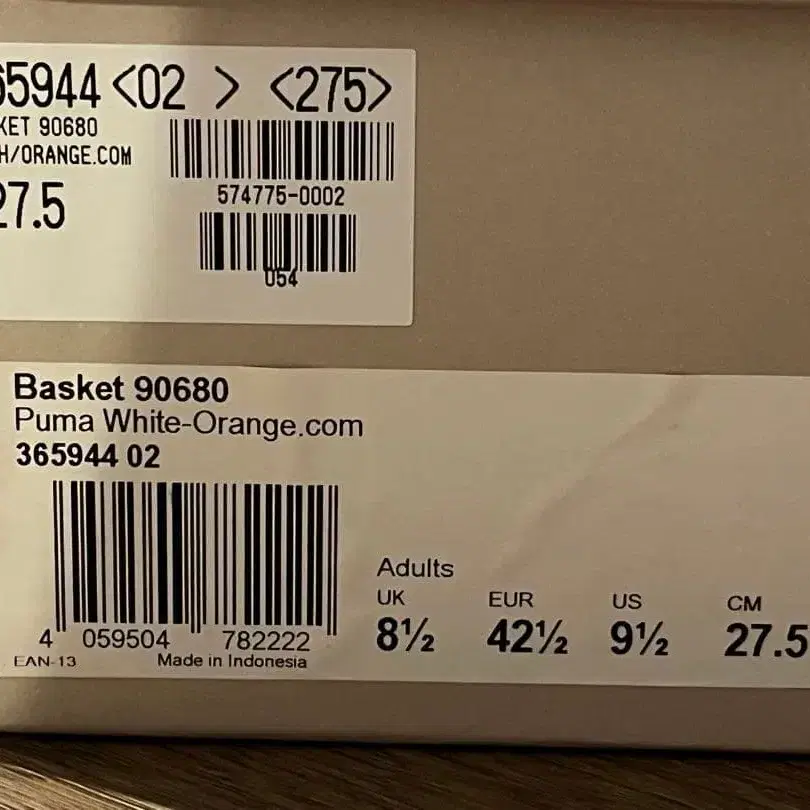 65944 <02 > <275>
KET 90680
H/ORANGE.COM
27.5
574775-0002
U54
Basket 90680
Puma White-Orange.com
365944 02
Adults
UK EUR US CM
8½ 42½ 9½ 27.5
4 059504 782222
EAN-13 Made in Indonesia